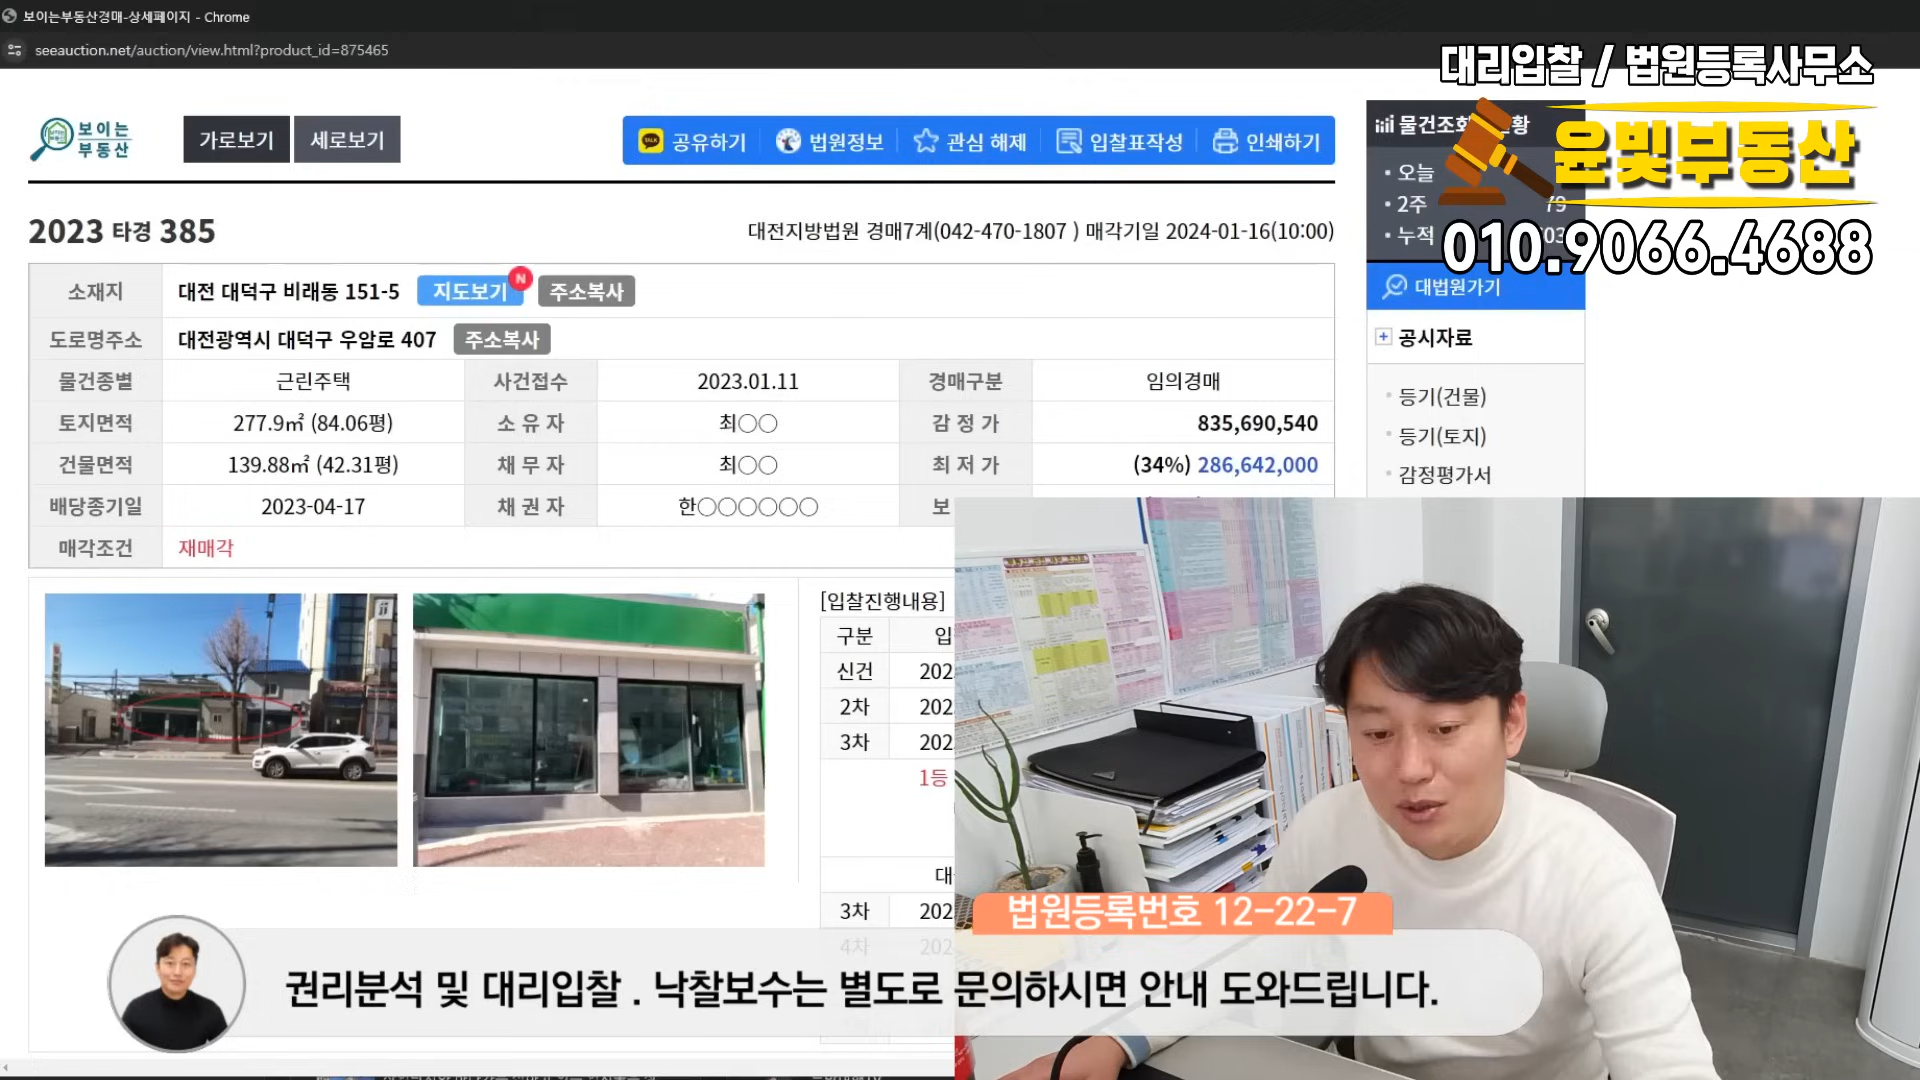 보이는부동산경매-상세페이지 - Chrome
seeauction.net/auction/view.html?product_id=875465
대리입찰 / 법원등록사무소
윤빛부동산
010.9066.4688
보이는 부동산
가로보기 세로보기
공유하기 법원정보 관심 해제 입찰표작성 인쇄하기
물건조회
오늘
2주 79
누적
대법원가기
공시자료
등기(건물)
등기(토지)
감정평가서
2023 타경 385
대전지방법원 경매7계(042-470-1807 ) 매각기일 2024-01-16(10:00)
소재지 대전 대덕구 비래동 151-5 지도보기 N 주소복사
도로명주소 대전광역시 대덕구 우암로 407 주소복사
물건종별 근린주택 사건접수 2023.01.11 경매구분 임의경매
토지면적 277.9㎡ (84.06평) 소 유 자 최○○ 감 정 가 835,690,540
건물면적 139.88㎡ (42.31평) 채 무 자 최○○ 최 저 가 (34%) 286,642,000
배당종기일 2023-04-17 채 권 자 한○○○○○○ 보
매각조건 재매각
[입찰진행내용]
구분 입
신건 202
2차 202
3차 202
1등
대
3차 202
4차 202
법원등록번호 12-22-7
권리분석 및 대리입찰 . 낙찰보수는 별도로 문의하시면 안내 도와드립니다.